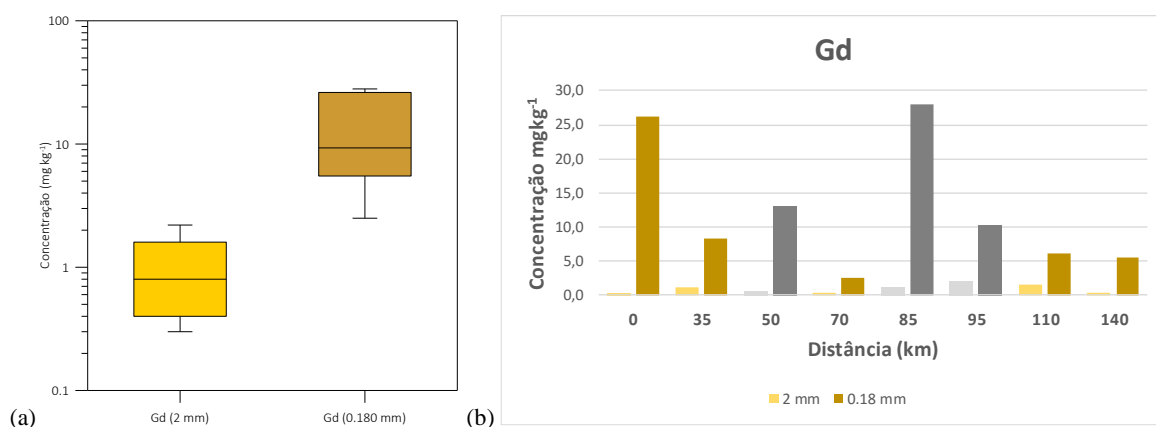 100
10
1
0.1
Concentração (mg kg⁻¹)
Gd (2 mm)
Gd (0.180 mm)
(a)
Gd
30,0
25,0
20,0
15,0
10,0
5,0
0,0
Concentração mgkg⁻¹
0 35 50 70 85 95 110 140
Distância (km)
2 mm 0.18 mm
(b)